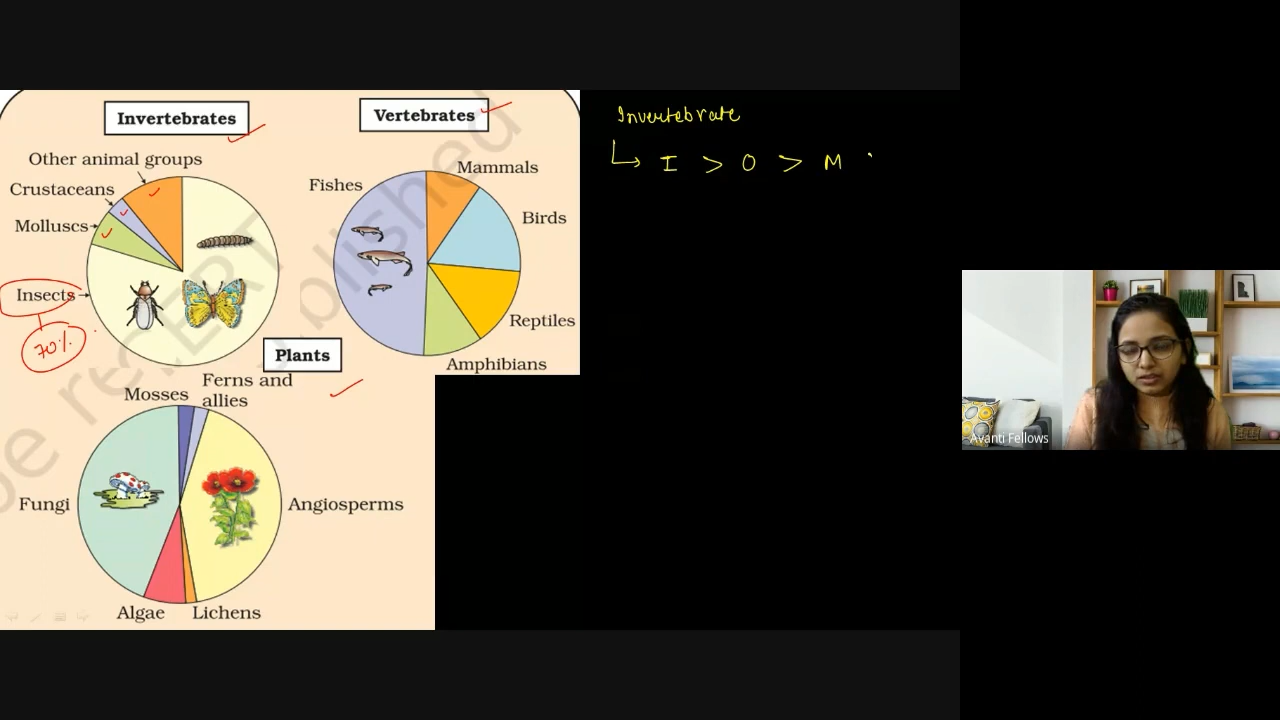 Invertebrates
Vertebrates
Other animal groups
Crustaceans
Molluscs
Insects
70%
Fishes
Mammals
Birds
Reptiles
Amphibians
Plants
Mosses
Ferns and
allies
Fungi
Angiosperms
Algae
Lichens
Invertebrate
I > O > M
Avanti Fellows